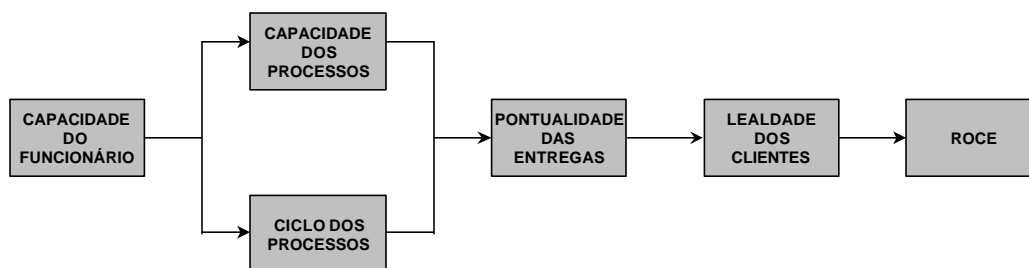 CAPACIDADE
DO
FUNCIONÁRIO
CAPACIDADE
DOS
PROCESSOS
CICLO DOS
PROCESSOS
PONTUALIDADE
DAS
ENTREGAS
LEALDADE
DOS
CLIENTES
ROCE